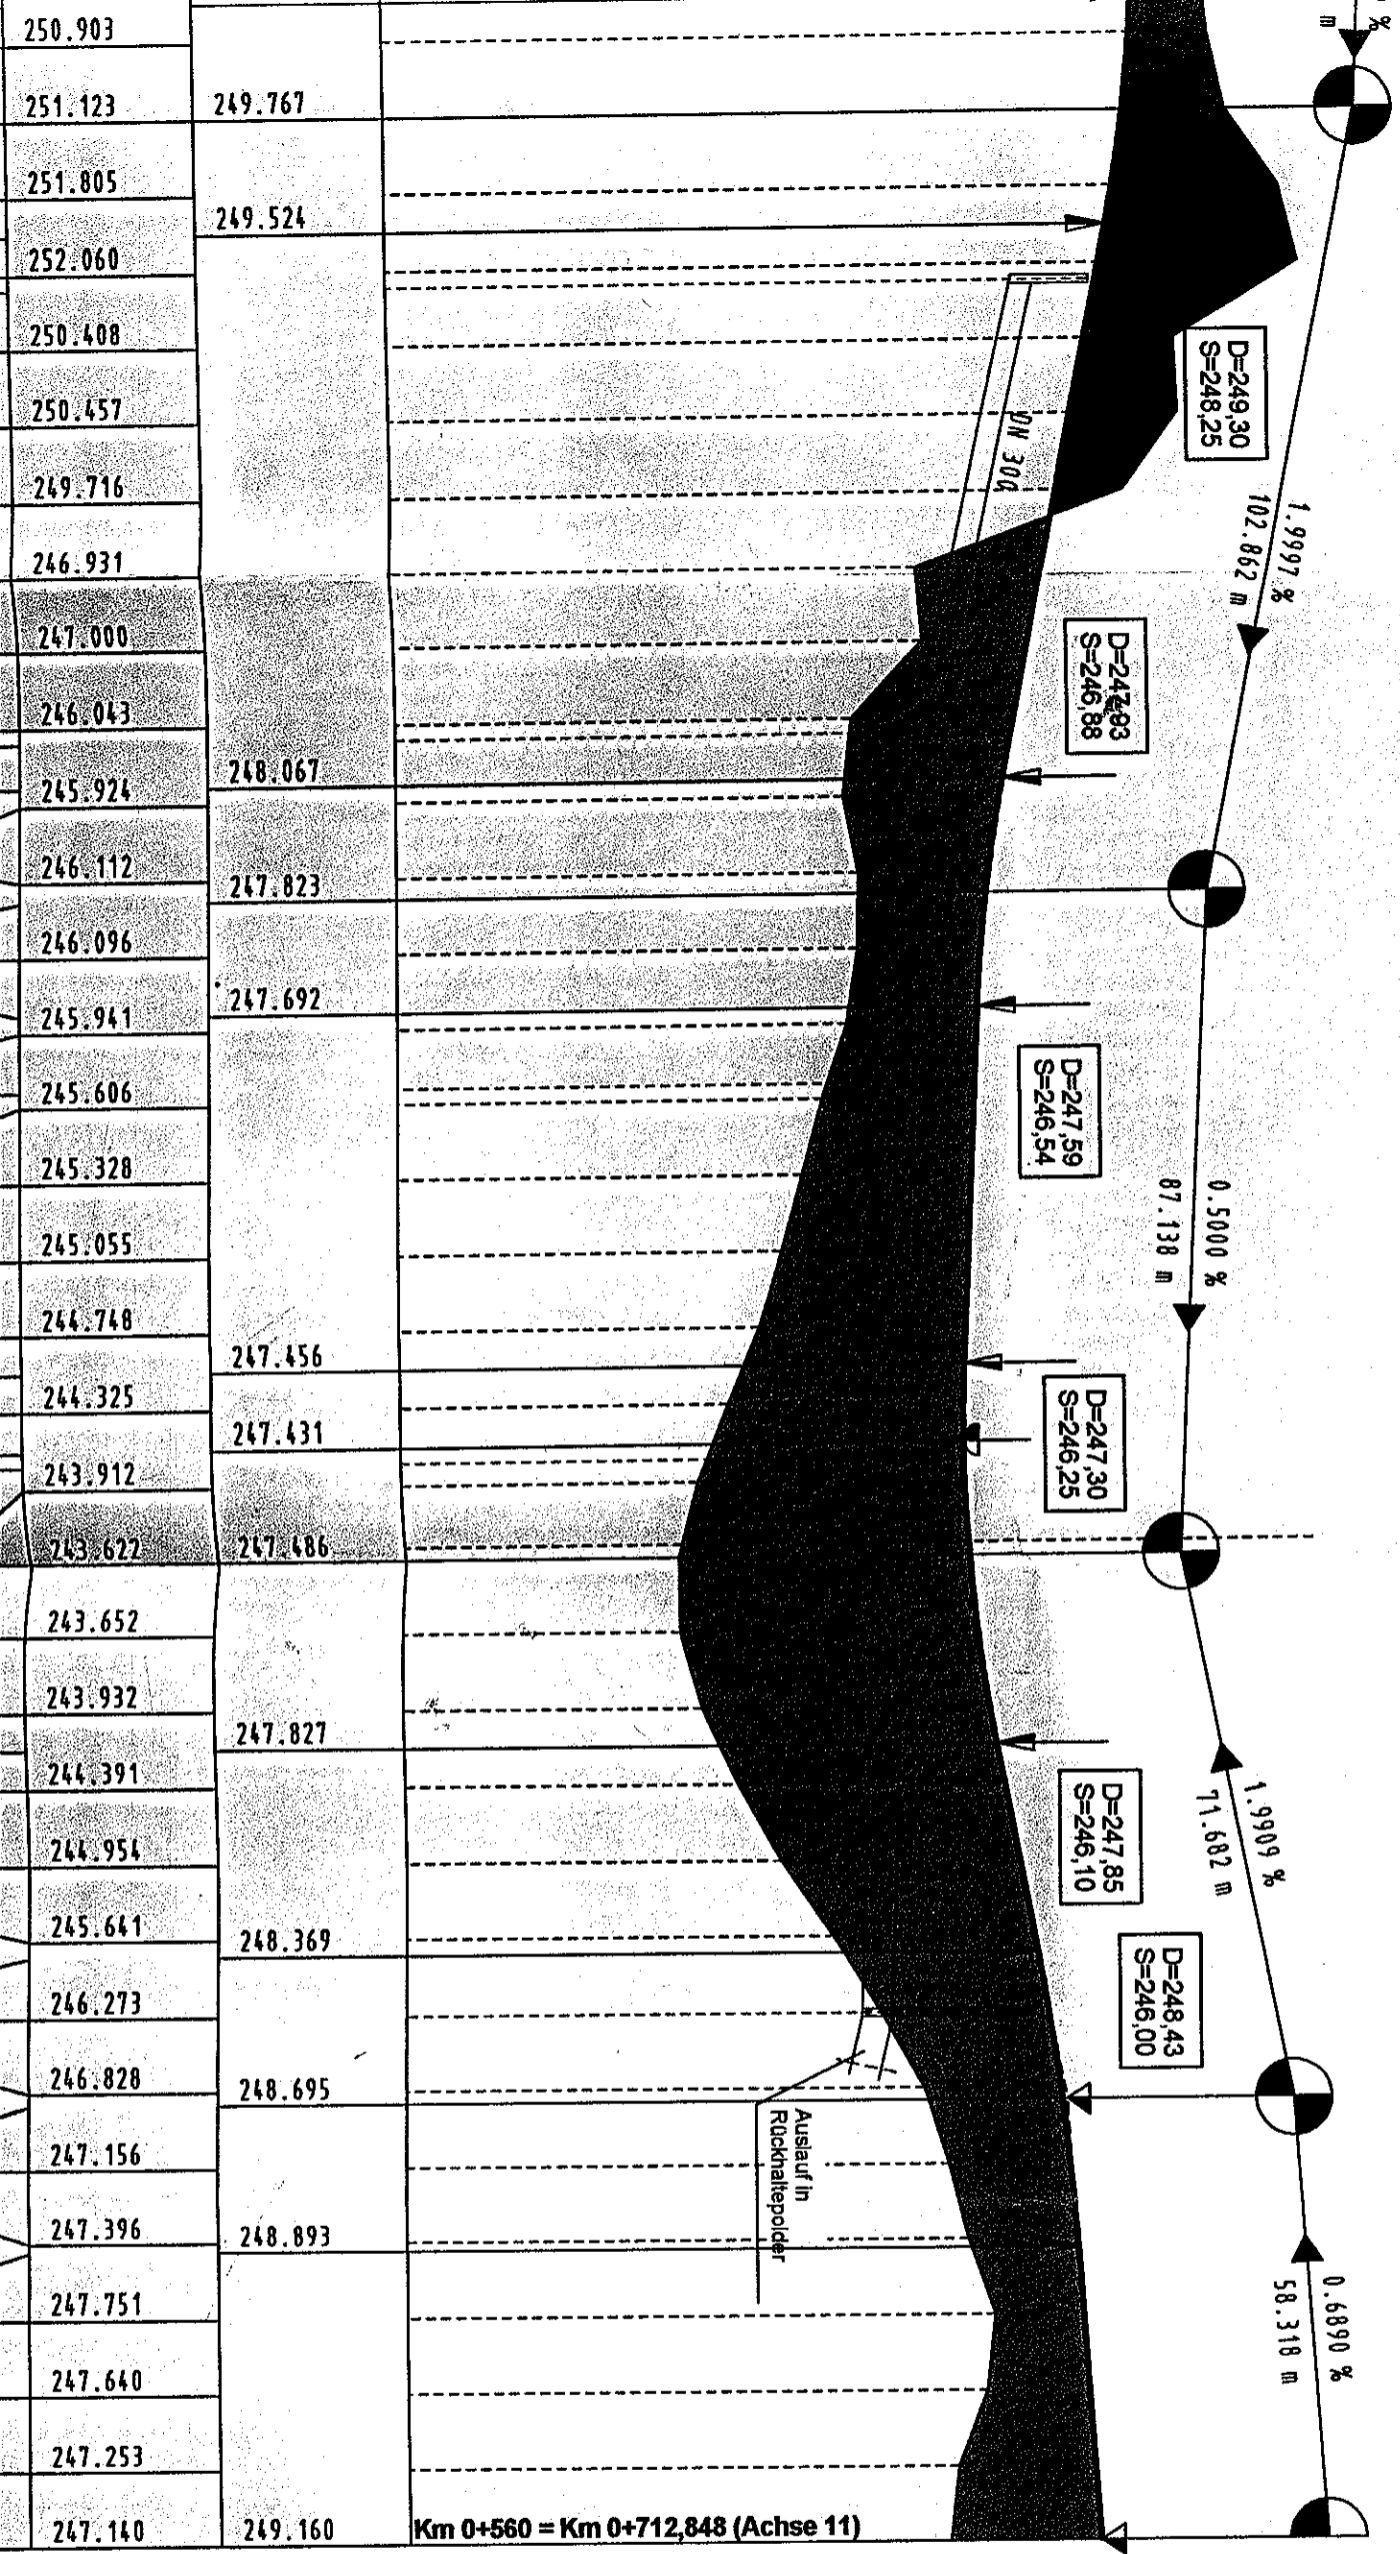 %
m
250.903
251.123
249.767
251.805
249.524
252.060
250.408
250.457
249.716
246.931
247.000
246.043
248.067
245.924
246.112
247.823
246.096
247.692
245.941
245.606
245.328
245.055
244.748
247.456
244.325
247.431
243.912
243.622
247.486
243.652
243.932
247.827
244.391
244.954
245.641
248.369
246.273
246.828
248.695
247.156
247.396
248.893
247.751
247.640
247.253
247.140
249.160
Km 0+560 = Km 0+712,848 (Achse 11)
DN 300
D=249,30
S=248,25
1.9997 %
102.862 m
D=247,93
S=246,88
D=247,59
S=246,54
0.5000 %
87.138 m
D=247,30
S=246,25
D=247,85
S=246,10
1.9909 %
71.682 m
D=248,43
S=246,00
Auslauf in
Rückhaltepolder
0.6890 %
58.318 m